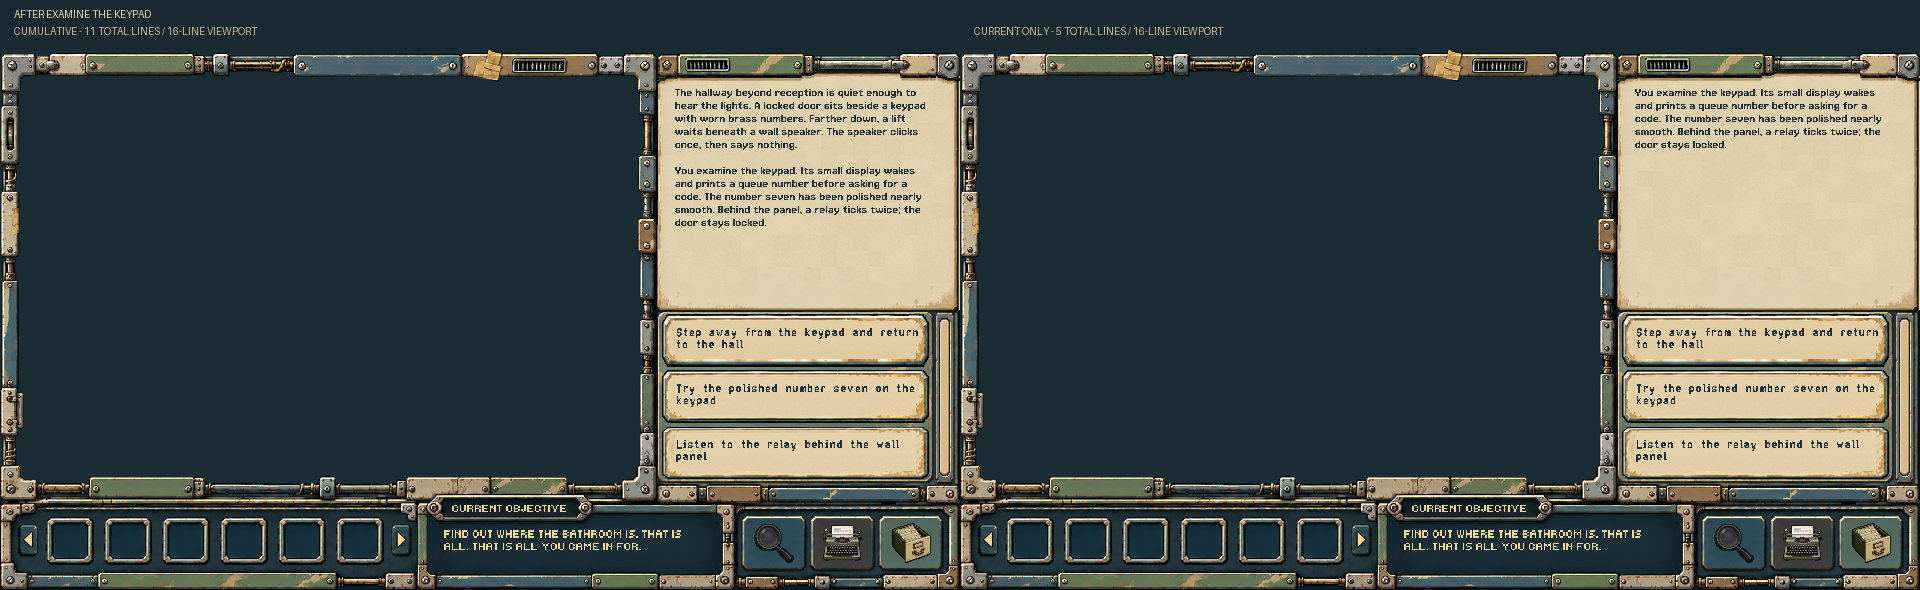 AFTER EXAMINE THE KEYPAD
CUMULATIVE - 11 TOTAL LINES / 16-LINE VIEWPORT
The hallway beyond reception is quiet enough to
hear the lights. A locked door sits beside a keypad
with worn brass numbers. Farther down, a lift
waits beneath a wall speaker. The speaker clicks
once, then says nothing.
You examine the keypad. Its small display wakes
and prints a queue number before asking for a
code. The number seven has been polished nearly
smooth. Behind the panel, a relay ticks twice; the
door stays locked.
Step away from the keypad and return
to the hall
Try the polished number seven on the
keypad
Listen to the relay behind the wall
panel
CURRENT OBJECTIVE
FIND OUT WHERE THE BATHROOM IS. THAT IS
ALL. THAT IS ALL YOU CAME IN FOR.
CURRENT ONLY - 5 TOTAL LINES / 16-LINE VIEWPORT
You examine the keypad. Its small display wakes
and prints a queue number before asking for a
code. The number seven has been polished nearly
smooth. Behind the panel, a relay ticks twice; the
door stays locked.
Step away from the keypad and return
to the hall
Try the polished number seven on the
keypad
Listen to the relay behind the wall
panel
CURRENT OBJECTIVE
FIND OUT WHERE THE BATHROOM IS. THAT IS
ALL. THAT IS ALL YOU CAME IN FOR.